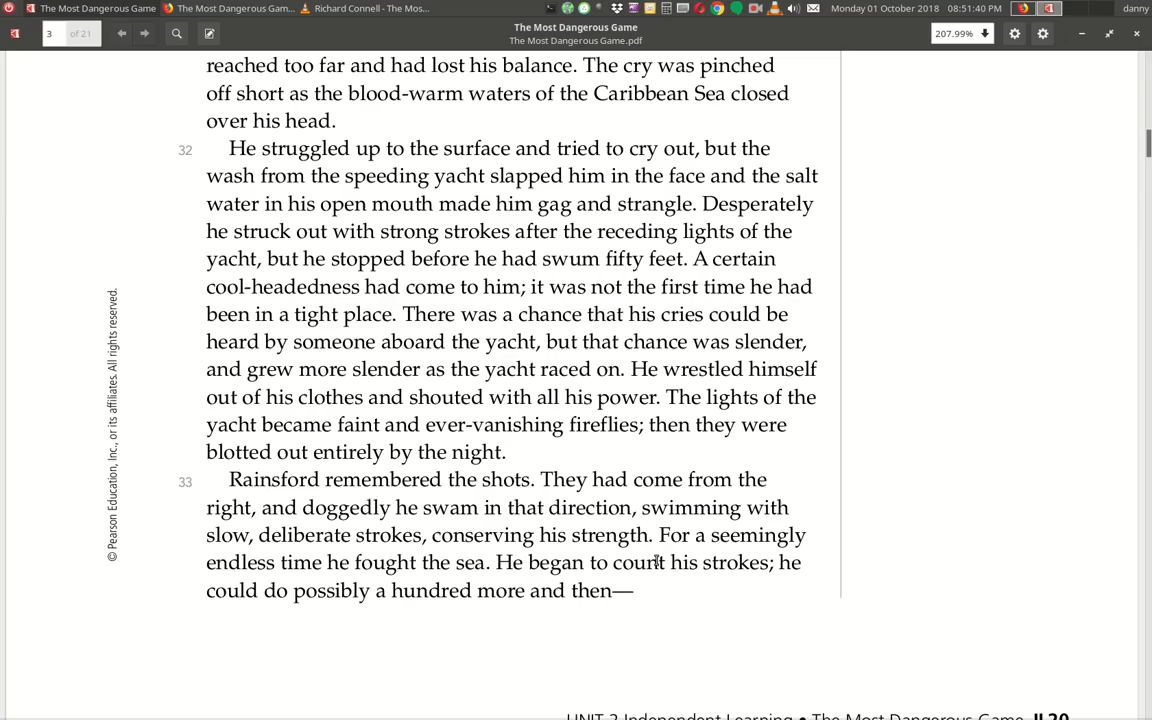 The Most Dangerous Game
The Most Dangerous Gam...
Richard Connell - The Mos...
Monday 01 October 2018
08:51:40 PM
danny
3
of 21
The Most Dangerous Game
The Most Dangerous Game.pdf
207.99%
reached too far and had lost his balance. The cry was pinched
off short as the blood-warm waters of the Caribbean Sea closed
over his head.
32 He struggled up to the surface and tried to cry out, but the
wash from the speeding yacht slapped him in the face and the salt
water in his open mouth made him gag and strangle. Desperately
he struck out with strong strokes after the receding lights of the
yacht, but he stopped before he had swum fifty feet. A certain
cool-headedness had come to him; it was not the first time he had
been in a tight place. There was a chance that his cries could be
heard by someone aboard the yacht, but that chance was slender,
and grew more slender as the yacht raced on. He wrestled himself
out of his clothes and shouted with all his power. The lights of the
yacht became faint and ever-vanishing fireflies; then they were
blotted out entirely by the night.
33 Rainsford remembered the shots. They had come from the
right, and doggedly he swam in that direction, swimming with
slow, deliberate strokes, conserving his strength. For a seemingly
endless time he fought the sea. He began to count his strokes; he
could do possibly a hundred more and then—
© Pearson Education, Inc., or its affiliates. All rights reserved.
UNIT 2 Independent Learning • The Most Dangerous Game